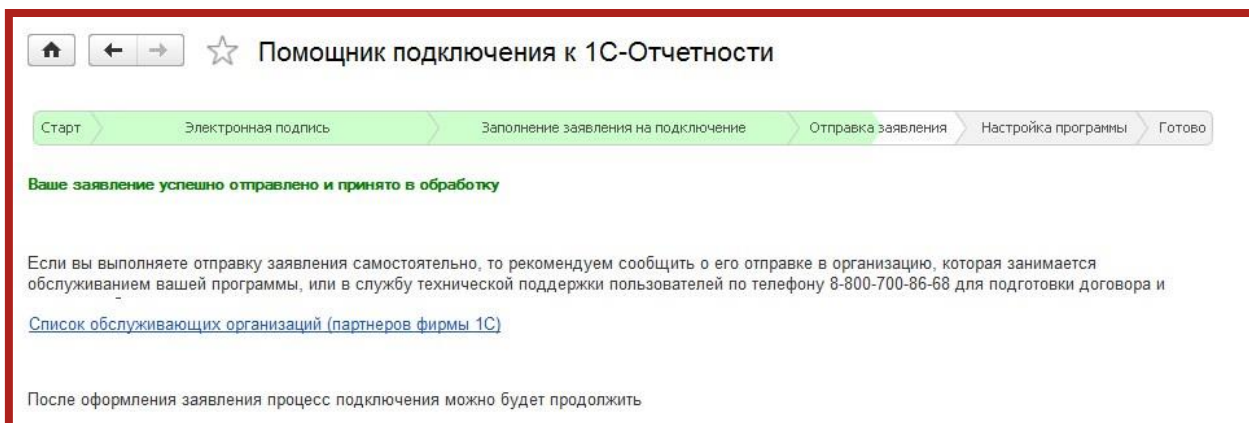 Помощник подключения к 1С-Отчетности
Старт Электронная подпись Заполнение заявления на подключение Отправка заявления Настройка программы Готово
Ваше заявление успешно отправлено и принято в обработку
Если вы выполняете отправку заявления самостоятельно, то рекомендуем сообщить о его отправке в организацию, которая занимается
обслуживанием вашей программы, или в службу технической поддержки пользователей по телефону 8-800-700-86-68 для подготовки договора и
Список обслуживающих организаций (партнеров фирмы 1С)
После оформления заявления процесс подключения можно будет продолжить